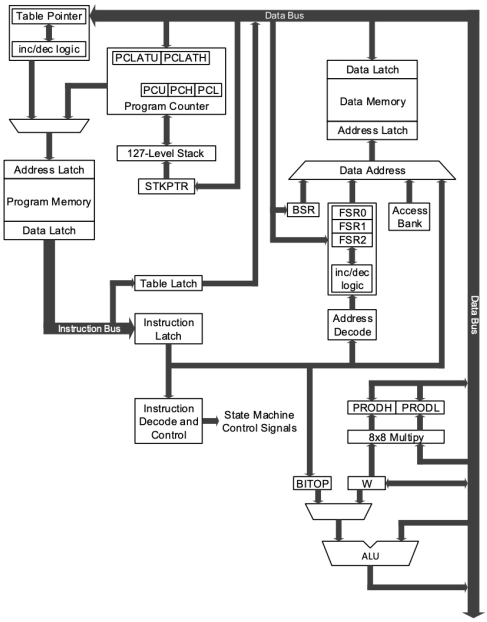 Table Pointer
inc/dec logic
Data Bus
PCLATU PCLATH
PCU PCH PCL
Program Counter
127-Level Stack
STKPTR
Data Latch
Data Memory
Address Latch
Data Address
Address Latch
Program Memory
Data Latch
BSR
FSR0
FSR1
FSR2
inc/dec
logic
Access
Bank
Table Latch
Instruction Bus
Instruction
Latch
Address
Decode
Data Bus
Instruction
Decode and
Control
State Machine
Control Signals
PRODH PRODL
8x8 Multipy
BITOP
W
ALU